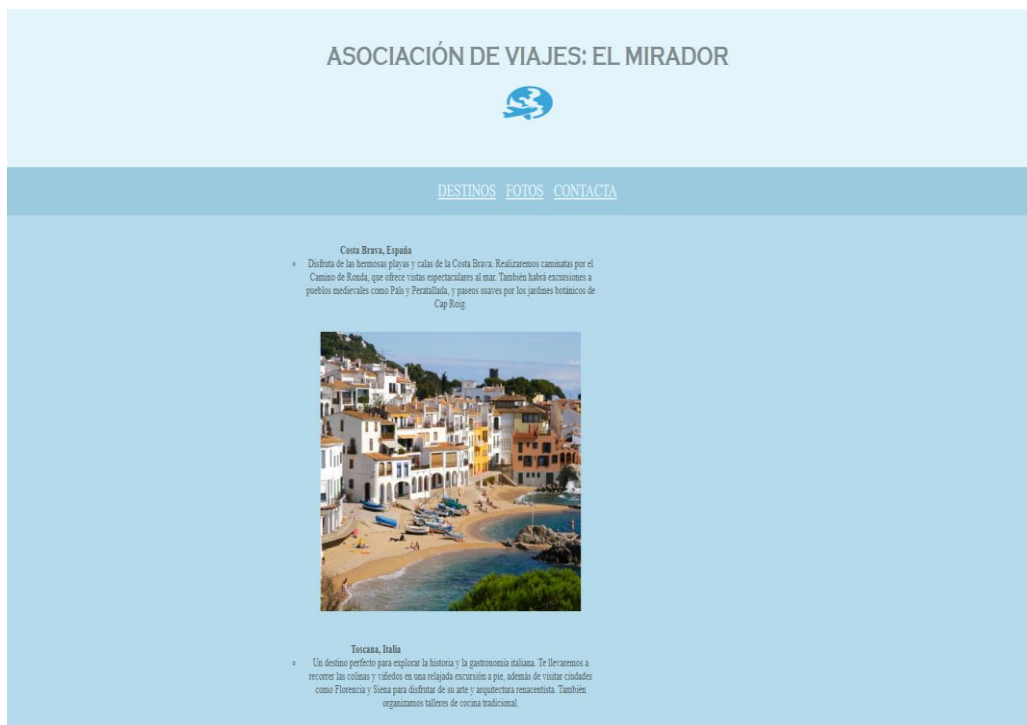 ASOCIACIÓN DE VIAJES: EL MIRADOR
DESTINOS FOTOS CONTACTA
Costa Brava, España
Disfruta de las hermosas playas y calas de la Costa Brava. Realizaremos caminatas por el
Camino de Ronda, que ofrece vistas espectaculares al mar. También habrá excursiones a
pueblos medievales como Pals y Peratallada, y paseos suaves por los jardines botánicos de
Cap Roig.
Toscana, Italia
Un destino perfecto para explorar la historia y la gastronomía italiana. Te llevaremos a
recorrer las colinas y viñedos en una relajada excursión a pie, además de visitar ciudades
como Florencia y Siena para disfrutar de su arte y arquitectura renacentista. También
organizamos talleres de cocina tradicional.